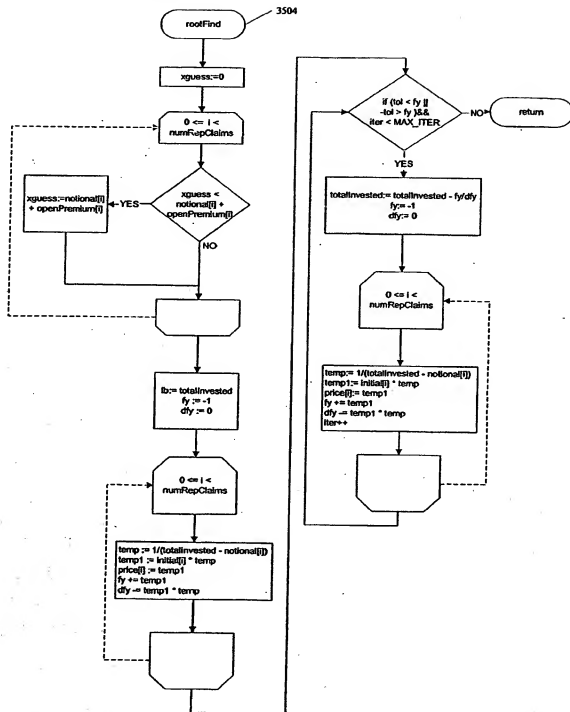 rootFind
3504
xguess:=0
0 <= i <
numRepClaims
xguess <
notional[i] +
openPremium[i]
YES
xguess:=notional[i]
+ openPremium[i]
NO
lb:= totalInvested
fy := -1
dfy := 0
0 <= i <
numRepClaims
temp := 1/(totalInvested - notional[i])
temp1 := initial[i] * temp
price[i] := temp1
fy += temp1
dfy -= temp1 * temp
if (tol < fy ||
-tol > fy )&&
iter < MAX_ITER
NO
return
YES
totalInvested:= totalInvested - fy/dfy
fy:= -1
dfy:= 0
0 <= i <
numRepClaims
temp:= 1/(totalInvested - notional[i])
temp1:= initial[i] * temp
price[i]:= temp1
fy += temp1
dfy -= temp1 * temp
iter++